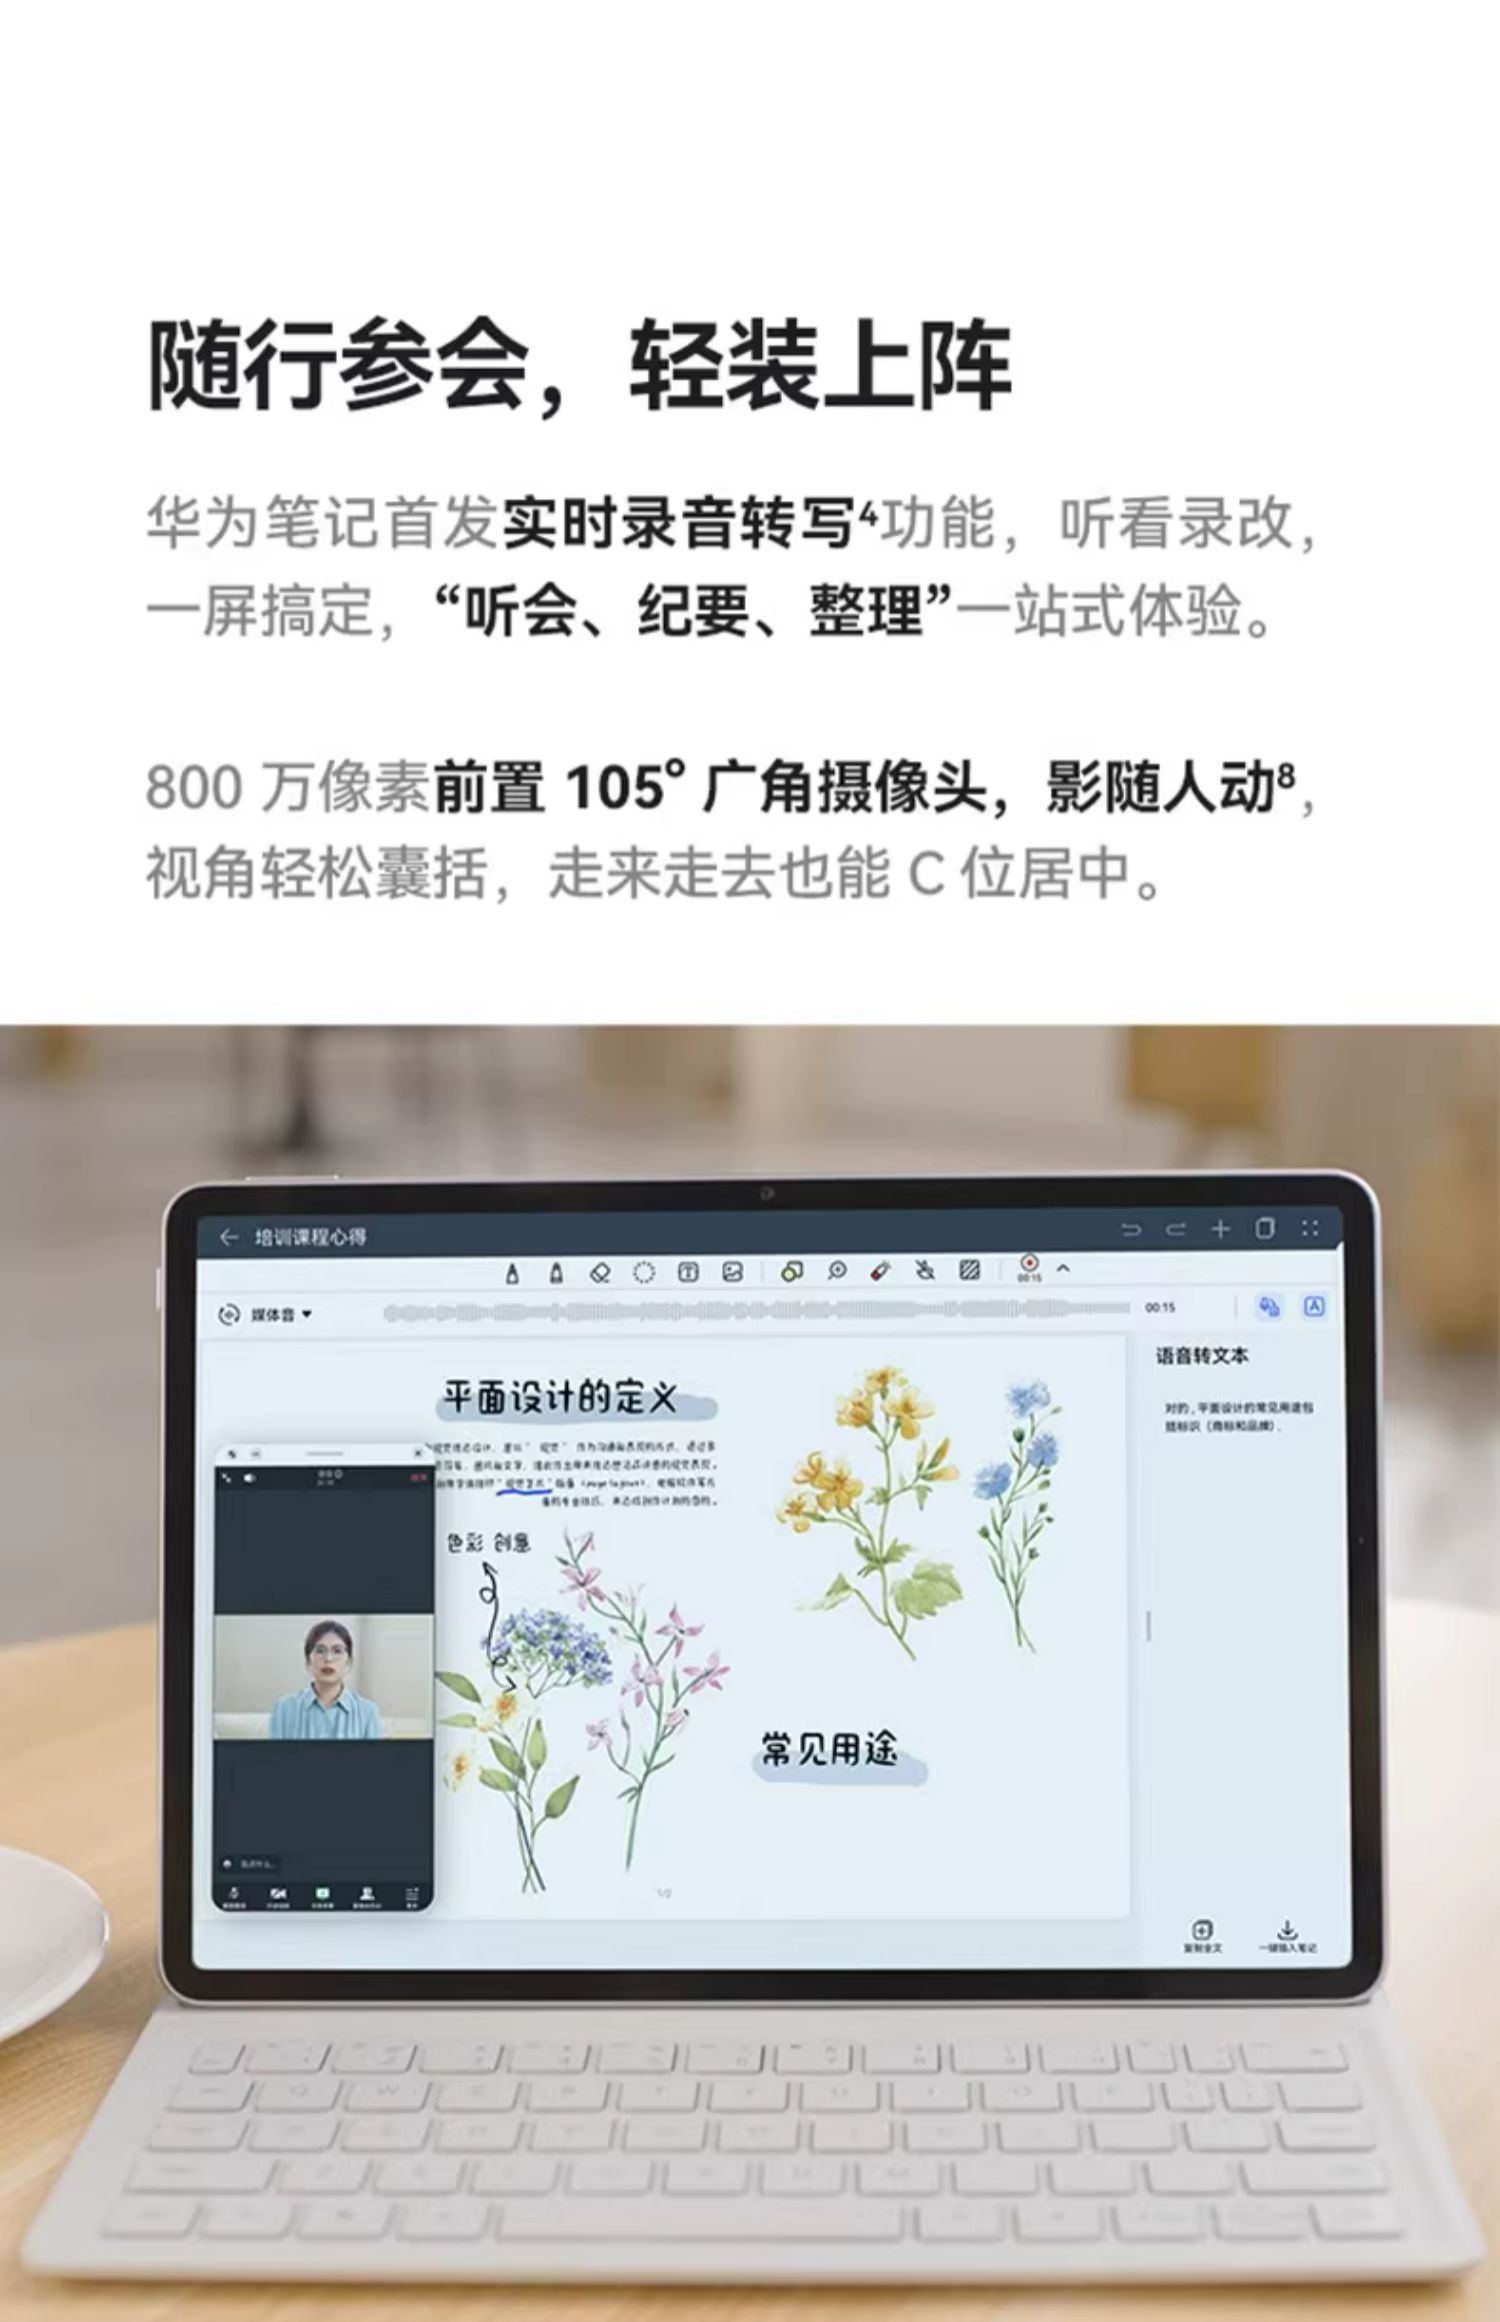 随行参会，轻装上阵
华为笔记首发实时录音转写4功能，听看录改，
一屏搞定，“听会、纪要、整理”一站式体验。
800 万像素前置 105° 广角摄像头，影随人动8，
视角轻松囊括，走来走去也能 C 位居中。
培训课程心得
00:15
媒体音
00:15
语音转文本
对的，平面设计的常见用途包
括标识（商标和品牌）.
平面设计的定义
色彩 创意
常见用途
1/2
复制全文
一键插入笔记